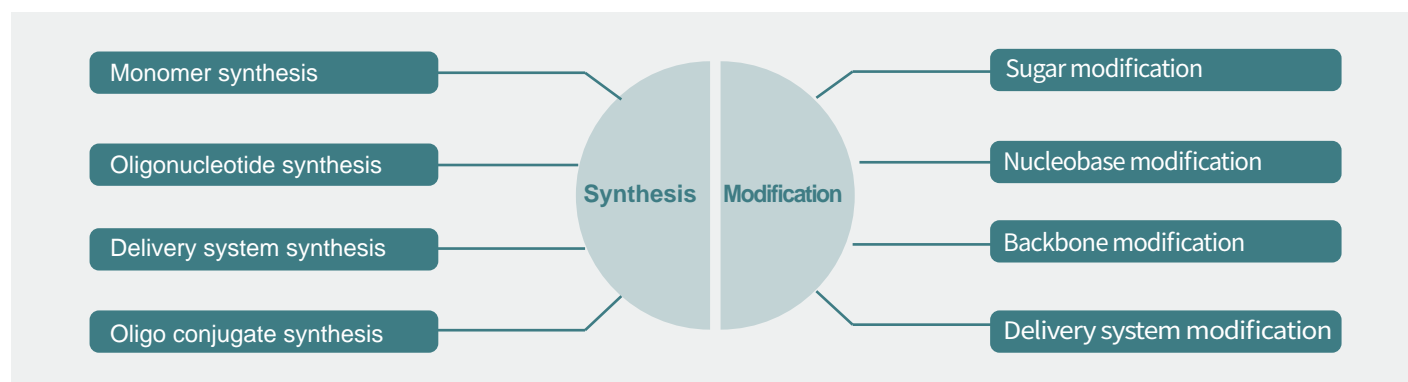 Monomer synthesis
Oligonucleotide synthesis
Delivery system synthesis
Oligo conjugate synthesis
Synthesis
Modification
Sugar modification
Nucleobase modification
Backbone modification
Delivery system modification